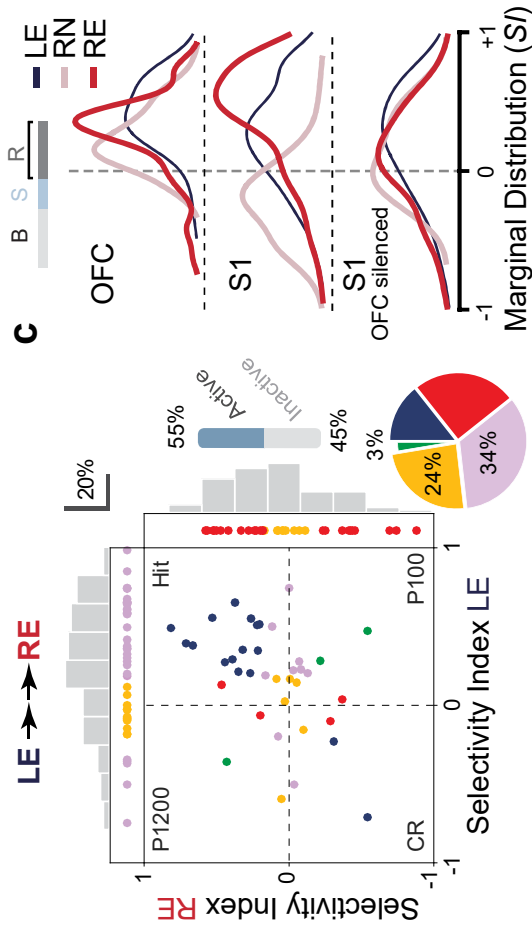 LE → → RE
20%
P1200
Hit
CR
P100
1
0
-1
Selectivity Index RE
-1
0
1
Selectivity Index LE
55%
Active
Inactive
45%
3%
24%
34%
c
B S R
LE
RN
RE
OFC
S1
S1
OFC silenced
-1
0
+1
Marginal Distribution (SI)